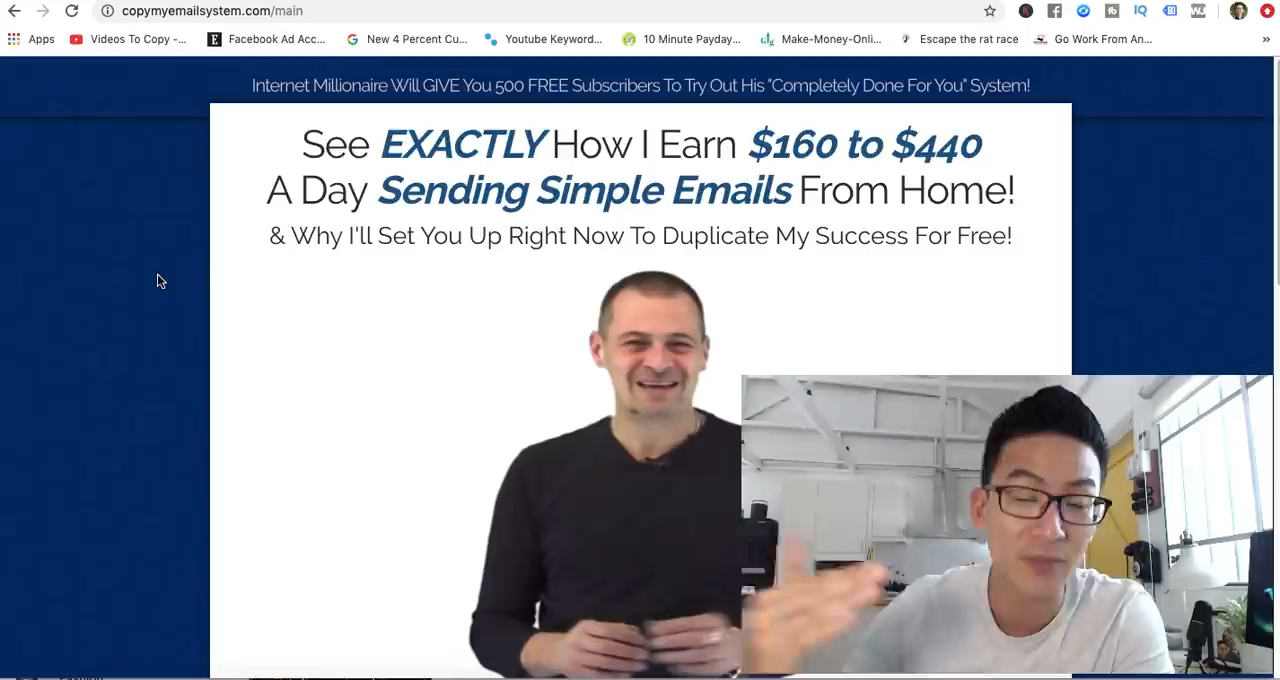 copymyemailsystem.com/main
Apps Videos To Copy -... Facebook Ad Acc... New 4 Percent Cu... Youtube Keyword... 10 Minute Payday... Make-Money-Onli... Escape the rat race Go Work From An... »
Internet Millionaire Will GIVE You 500 FREE Subscribers To Try Out His "Completely Done For You" System!
See EXACTLY How I Earn $160 to $440
A Day Sending Simple Emails From Home!
& Why I'll Set You Up Right Now To Duplicate My Success For Free!